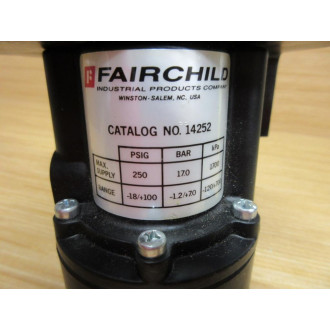 F FAIRCHILD
INDUSTRIAL PRODUCTS COMPANY
WINSTON-SALEM, NC. USA
CATALOG NO. 14252
PSIG BAR kPa
MAX. SUPPLY 250 17.0 1700
RANGE -18/+100 -1.2/+7.0